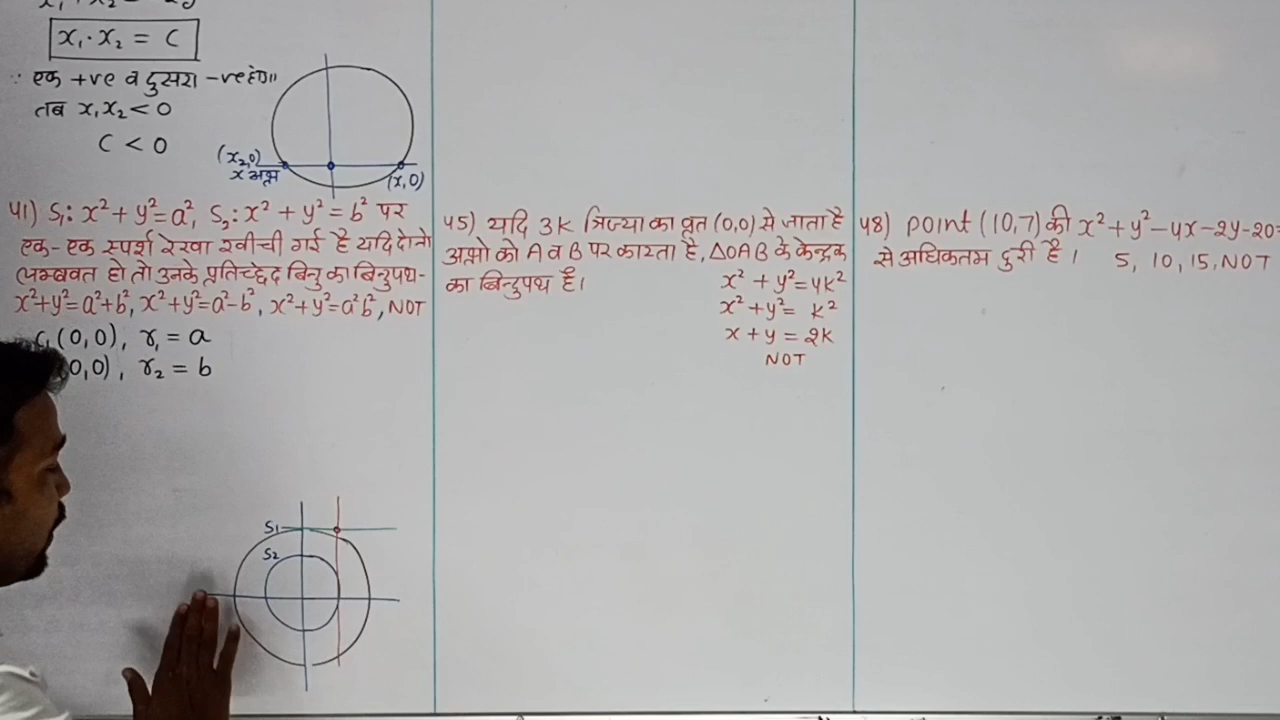 x₁·x₂ = C
∵ एक +ve व दुसरा -ve है॥
तब x₁x₂ < 0
C < 0
(x₂,0)
x अक्ष
(x,0)
41) S₁: x² + y² = a², S₂: x² + y² = b² पर
एक-एक स्पर्श रेखा खीची गई है यदि दोनो
लम्बवत हो तो उनके प्रतिच्छेद बिन्दु का बिन्दुपथ-
x²+y²=a²+b², x²+y²=a²-b², x²+y²=a²b², NOT
C₁(0,0), r₁ = a
(0,0), r₂ = b
S₁
S₂
45) यदि 3K त्रिज्या का वृत (0,0) से जाता है
अक्षो को A व B पर काटता है, ΔOAB के केन्द्रक
का बिन्दुपथ है।
x² + y² = 4K²
x² + y² = K²
x + y = 2K
NOT
48) point (10,7) की x² + y² - 4x - 2y - 20=
से अधिकतम दुरी है। 5, 10, 15, NOT